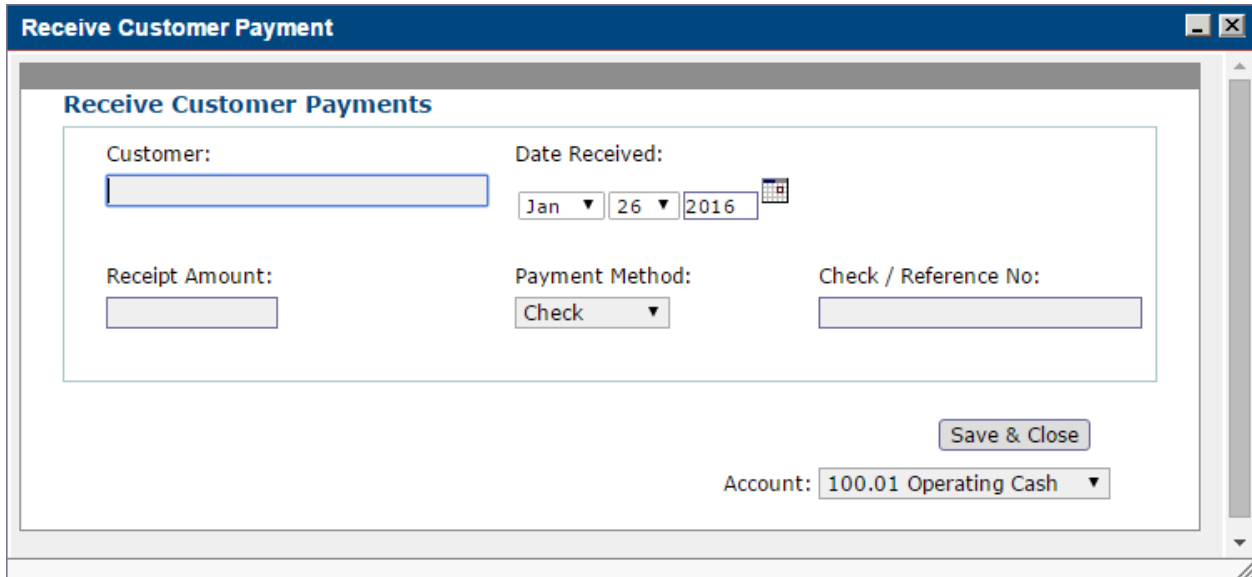 Receive Customer Payment
Receive Customer Payments
Customer: Date Received:
Jan 26 2016
Receipt Amount: Payment Method: Check / Reference No:
Check
Save & Close
Account: 100.01 Operating Cash